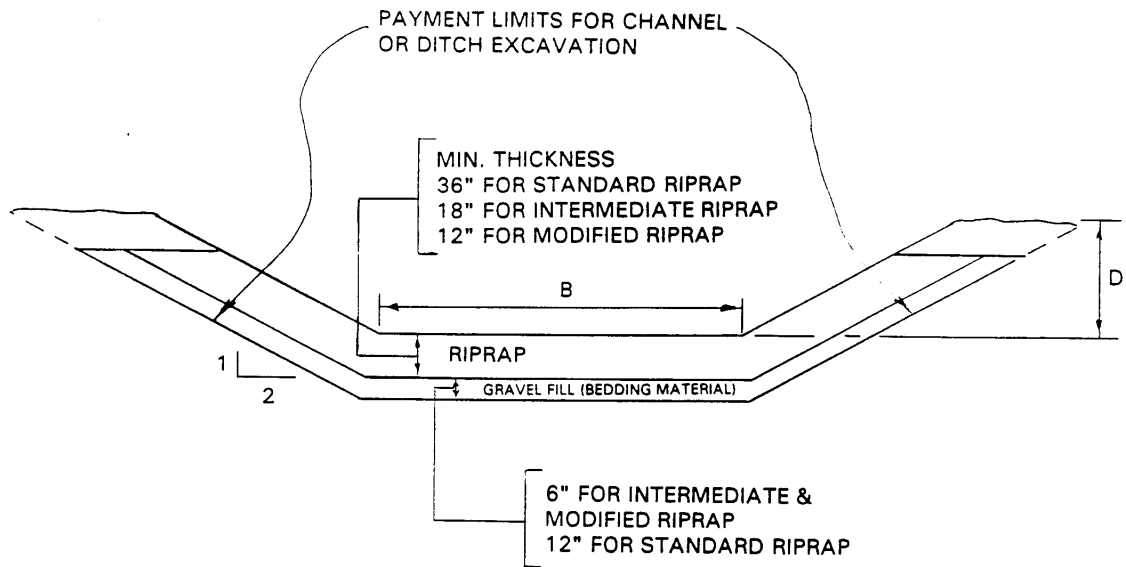 PAYMENT LIMITS FOR CHANNEL
OR DITCH EXCAVATION
MIN. THICKNESS
36" FOR STANDARD RIPRAP
18" FOR INTERMEDIATE RIPRAP
12" FOR MODIFIED RIPRAP
B
D
RIPRAP
1
2
GRAVEL FILL (BEDDING MATERIAL)
6" FOR INTERMEDIATE &
MODIFIED RIPRAP
12" FOR STANDARD RIPRAP